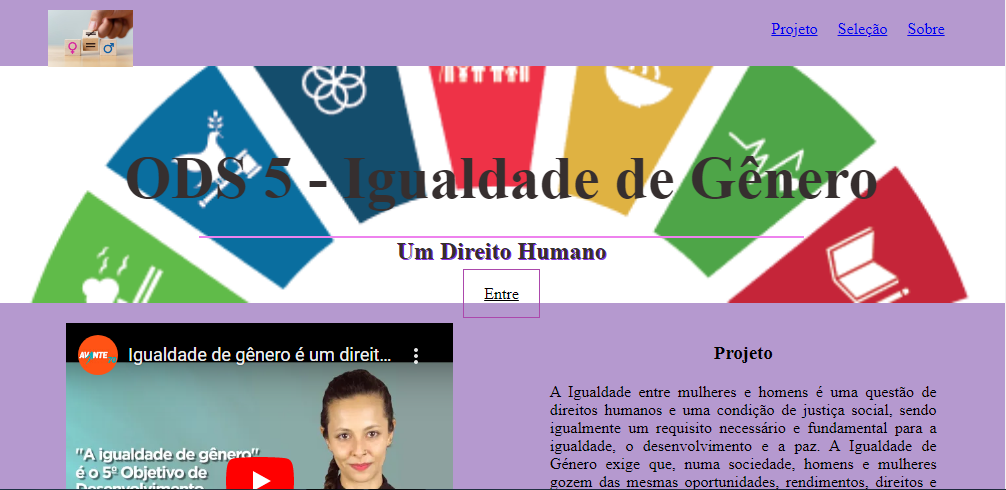 Projeto Seleção Sobre
ODS 5 - Igualdade de Gênero
Um Direito Humano
Entre
AVANTE
Igualdade de gênero é um direit...
"A igualdade de gênero"
é o 5º Objetivo de
Desenvolvimento
Projeto
A Igualdade entre mulheres e homens é uma questão de
direitos humanos e uma condição de justiça social, sendo
igualmente um requisito necessário e fundamental para a
igualdade, o desenvolvimento e a paz. A Igualdade de
Gênero exige que, numa sociedade, homens e mulheres
gozem das mesmas oportunidades, rendimentos, direitos e